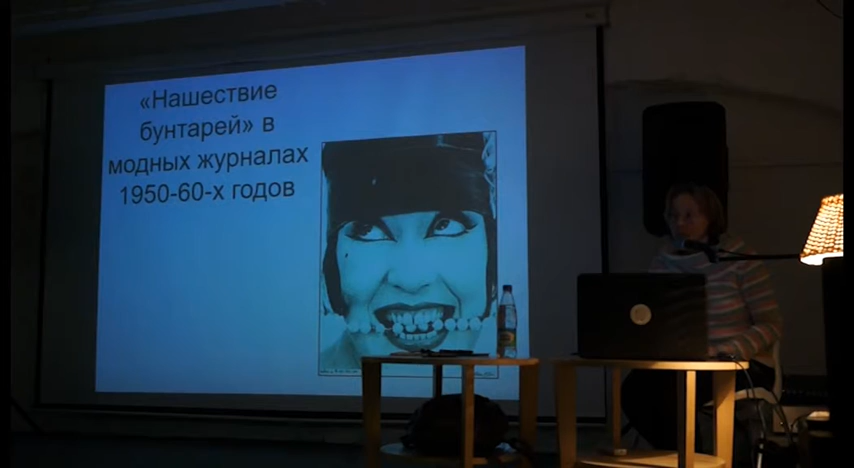 «Нашествие
бунтарей» в
модных журналах
1950-60-х годов